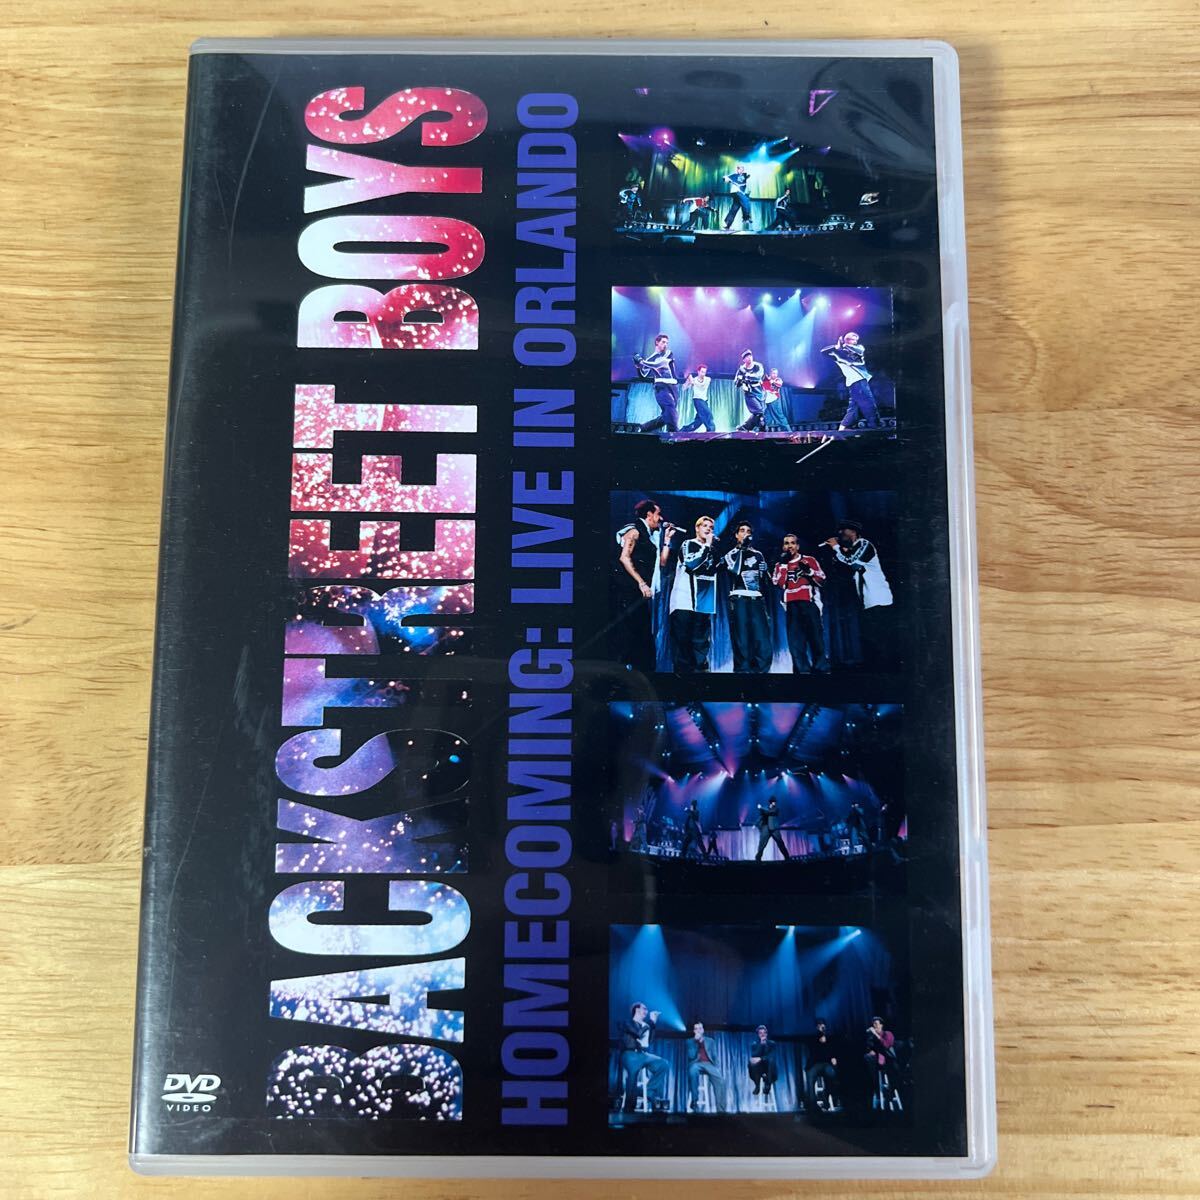 BACKSTREET BOYS
HOMECOMING: LIVE IN ORLANDO
DVD
VIDEO